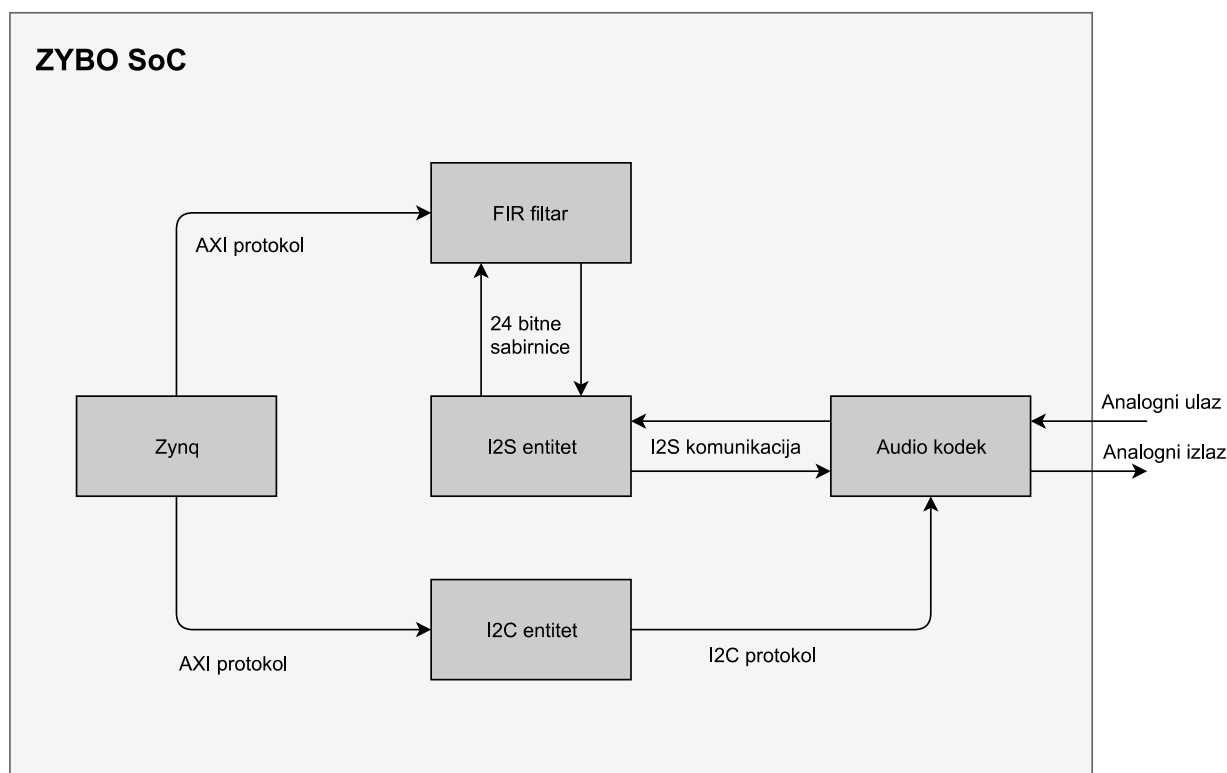 ZYBO SoC
FIR filtar
AXI protokol
24 bitne
sabirnice
Zynq
I2S entitet
I2S komunikacija
Audio kodek
Analogni ulaz
Analogni izlaz
I2C entitet
AXI protokol
I2C protokol